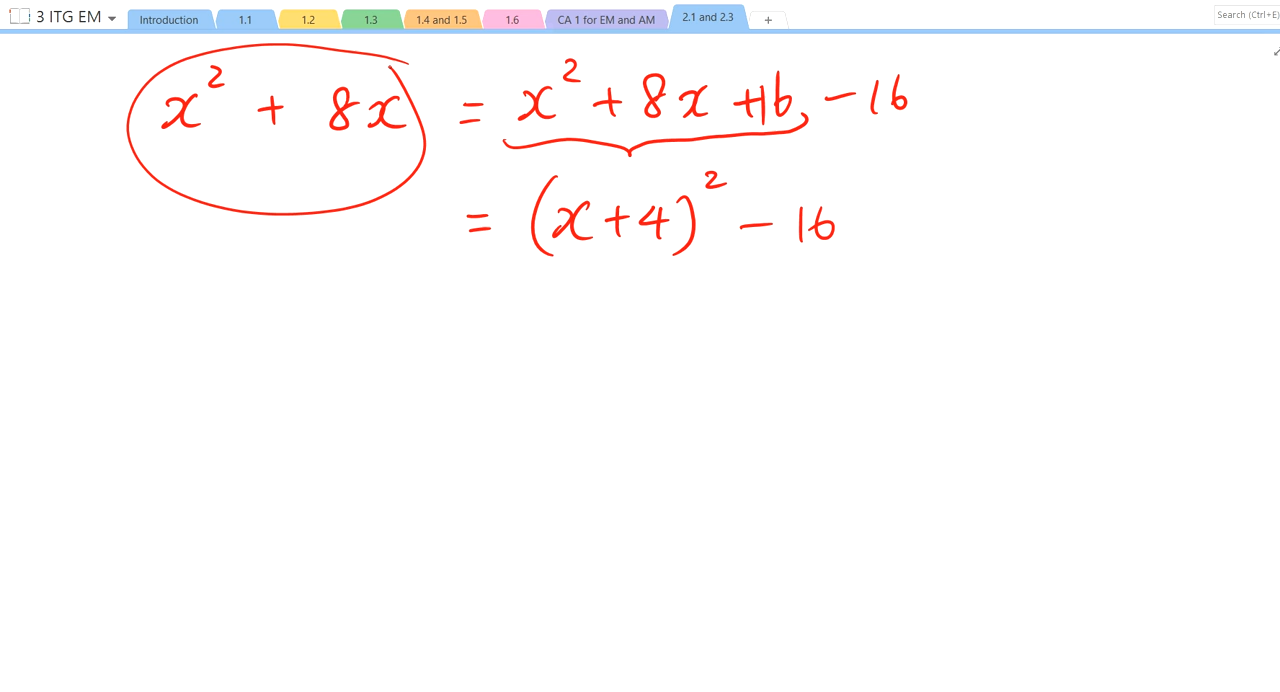 3 ITG EM
Introduction 1.1 1.2 1.3 1.4 and 1.5 1.6 CA 1 for EM and AM 2.1 and 2.3 +
Search (Ctrl+E)
x² + 8x = x² + 8x + 16 - 16
= (x + 4)² - 16